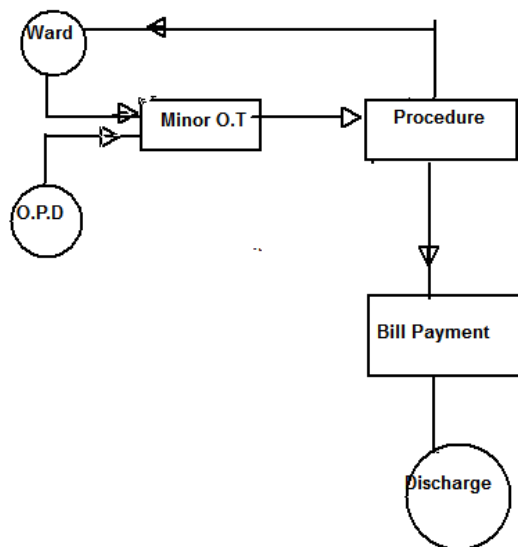 Ward
Minor O.T
Procedure
O.P.D
Bill Payment
Discharge